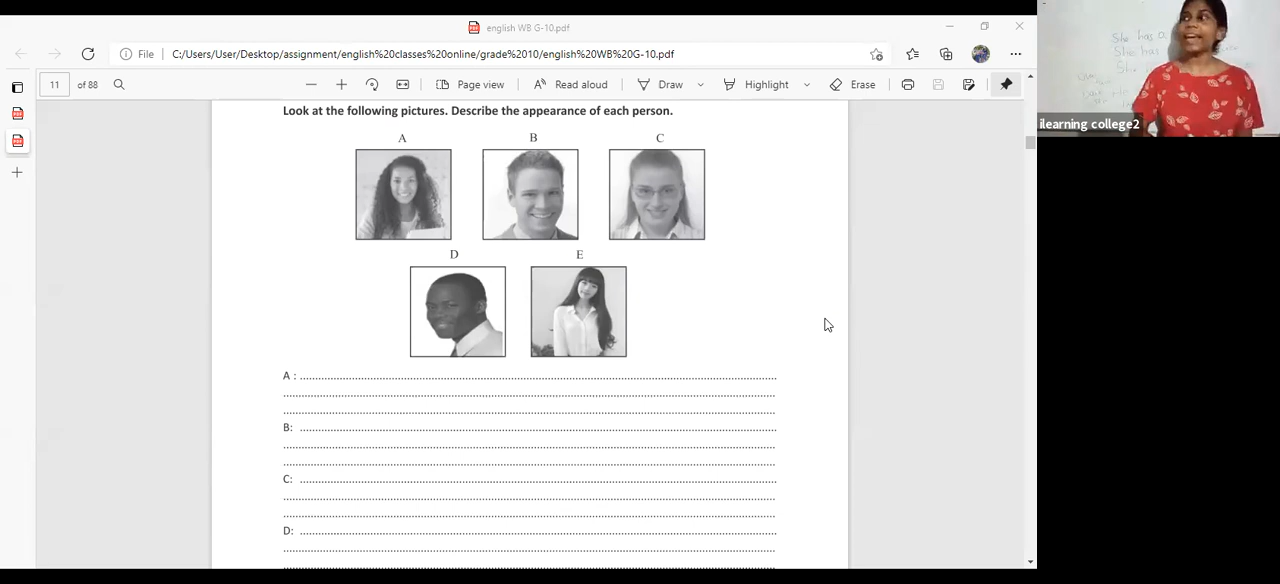 english WB G-10.pdf
File C:/Users/User/Desktop/assignment/english%20classes%20online/grade%2010/english%20WB%20G-10.pdf
11 of 88 Page view Read aloud Draw Highlight Erase
Look at the following pictures. Describe the appearance of each person.
A B C
D E
A : ........................................
B: ........................................
C: ........................................
D: ........................................
She has a
She has
She
ilearning college2